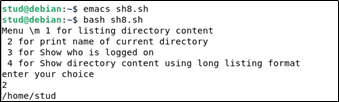 stud@debian:~$ emacs sh8.sh
stud@debian:~$ bash sh8.sh
Menu \m 1 for listing directory content
 2 for print name of current directory
 3 for Show who is logged on
 4 for Show directory content using long listing format
enter your choice
2
/home/stud